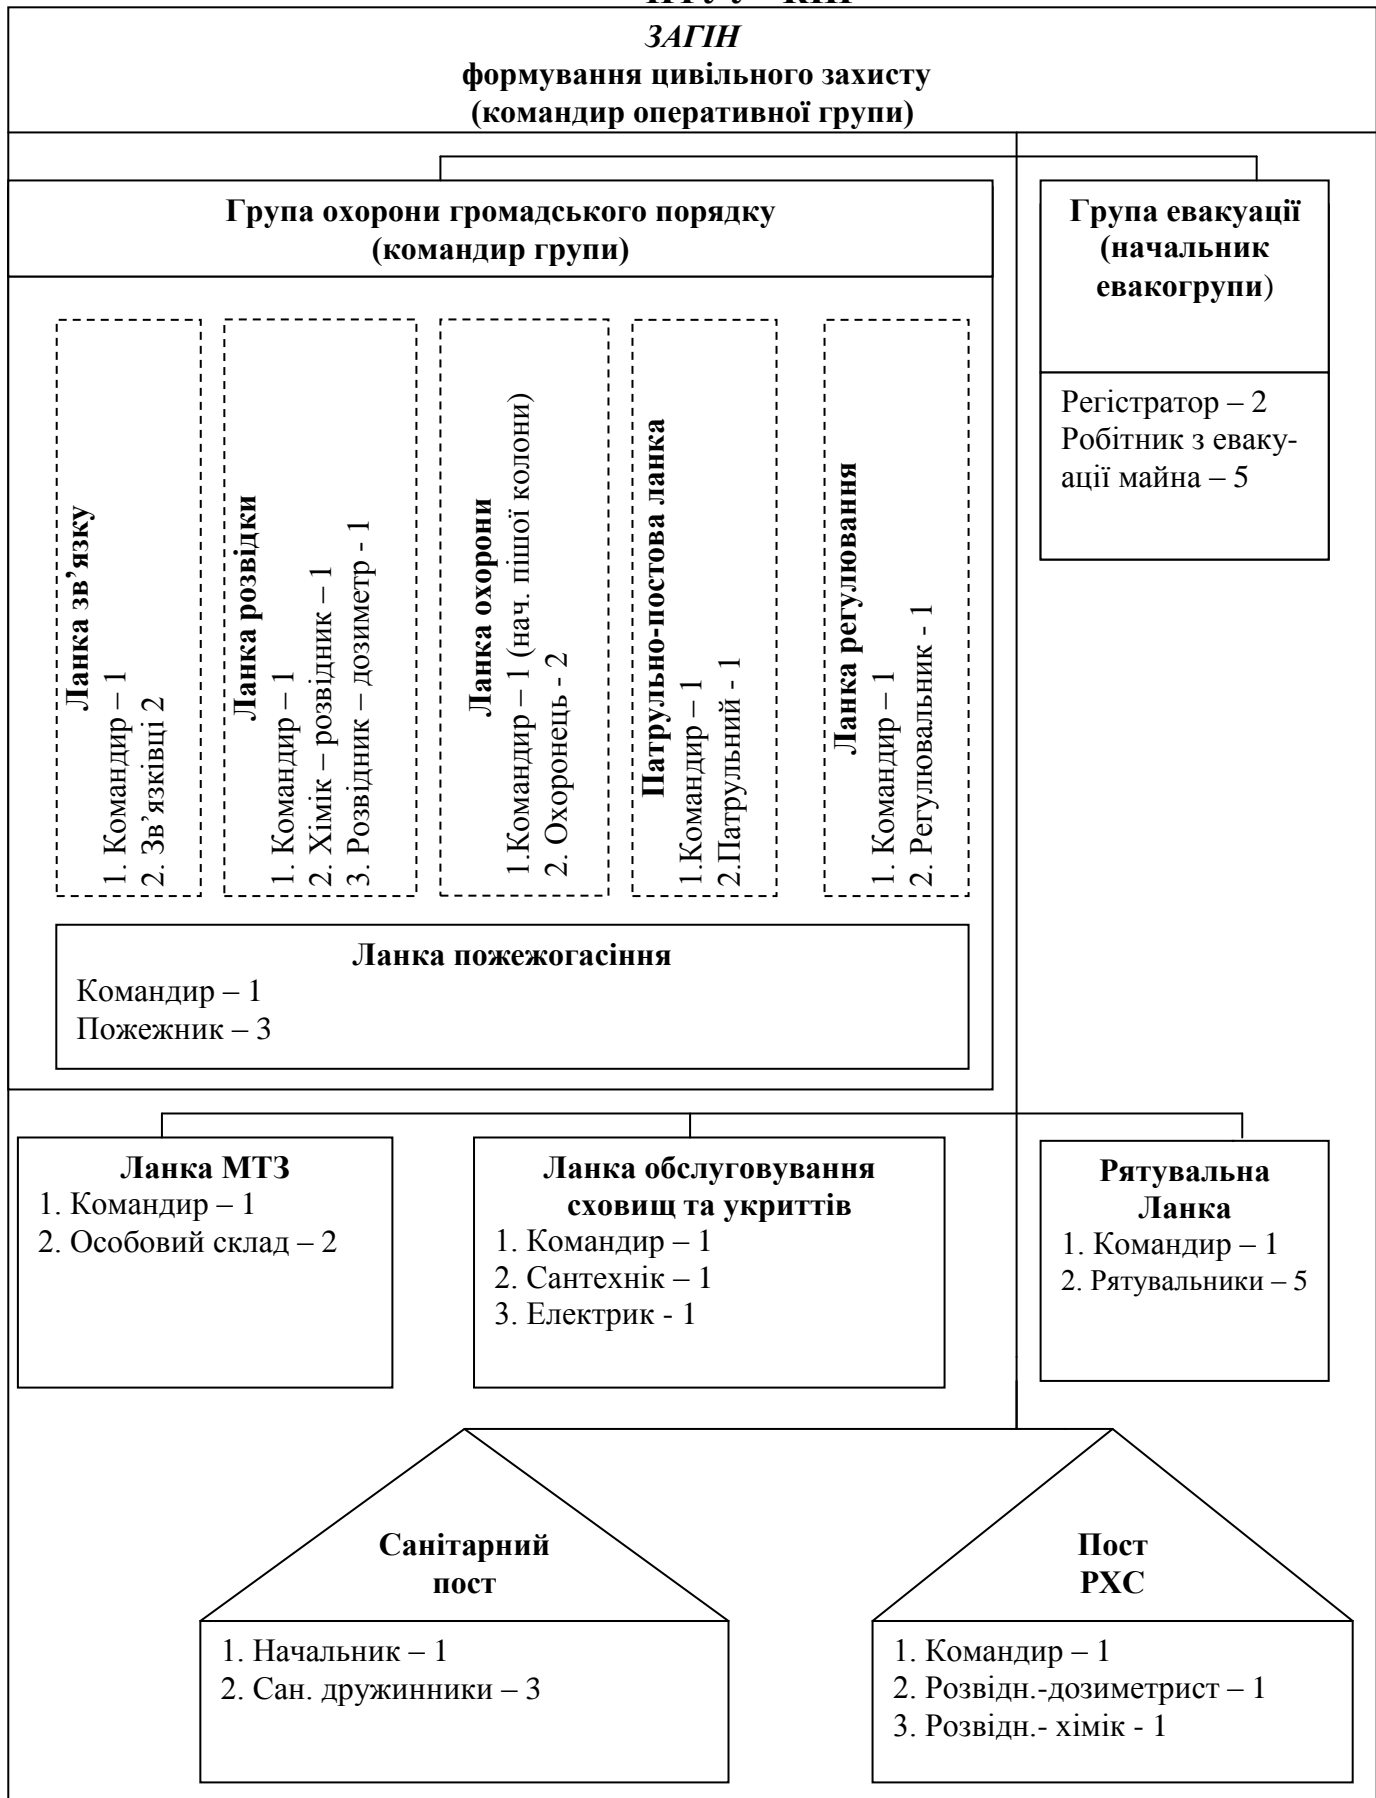 ЗАГІН
формування цивільного захисту
(командир оперативної групи)
Група охорони громадського порядку
(командир групи)
Група евакуації
(начальник
евакогрупи)
Регістратор – 2
Робітник з еваку-
ації майна – 5
Ланка зв’язку
1. Командир – 1
2. Зв’язківці 2
Ланка розвідки
1. Командир – 1
2. Хімік – розвідник – 1
3. Розвідник – дозиметр - 1
Ланка охорони
1.Командир – 1 (нач. пішої колони)
2. Охоронець - 2
Патрульно-постова ланка
1.Командир – 1
2.Патрульний - 1
Ланка регулювання
1. Командир – 1
2. Регулювальник - 1
Ланка пожежогасіння
Командир – 1
Пожежник – 3
Ланка МТЗ
1. Командир – 1
2. Особовий склад – 2
Ланка обслуговування
сховищ та укриттів
1. Командир – 1
2. Сантехнік – 1
3. Електрик - 1
Рятувальна
Ланка
1. Командир – 1
2. Рятувальники – 5
Санітарний
пост
1. Начальник – 1
2. Сан. дружинники – 3
Пост
РХС
1. Командир – 1
2. Розвідн.-дозиметрист – 1
3. Розвідн.- хімік - 1